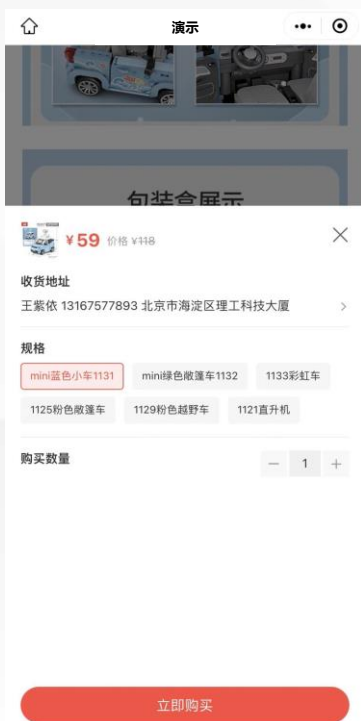 演示
包装盒展示
¥59 价格 ¥118
收货地址
王紫依 13167577893 北京市海淀区理工科技大厦
规格
mini蓝色小车1131 mini绿色敞篷车1132 1133彩虹车
1125粉色敞篷车 1129粉色越野车 1121直升机
购买数量 1
立即购买